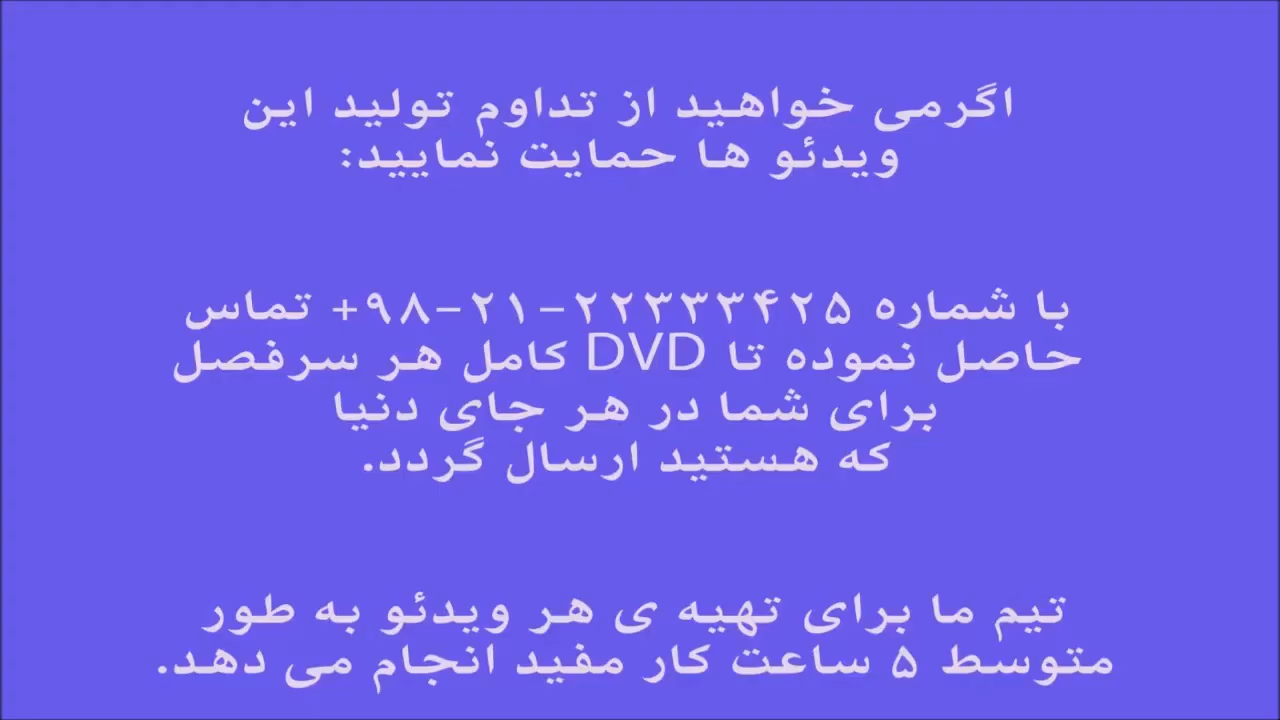 اگرمی خواهید از تداوم تولید این
ویدئو ها حمایت نمایید:
با شماره ۲۲۳۳۳۴۲۵-۲۱-۹۸+ تماس
حاصل نموده تا DVD کامل هر سرفصل
برای شما در هر جای دنیا
که هستید ارسال گردد.
تیم ما برای تهیه ی هر ویدئو به طور
متوسط ۵ ساعت کار مفید انجام می دهد.